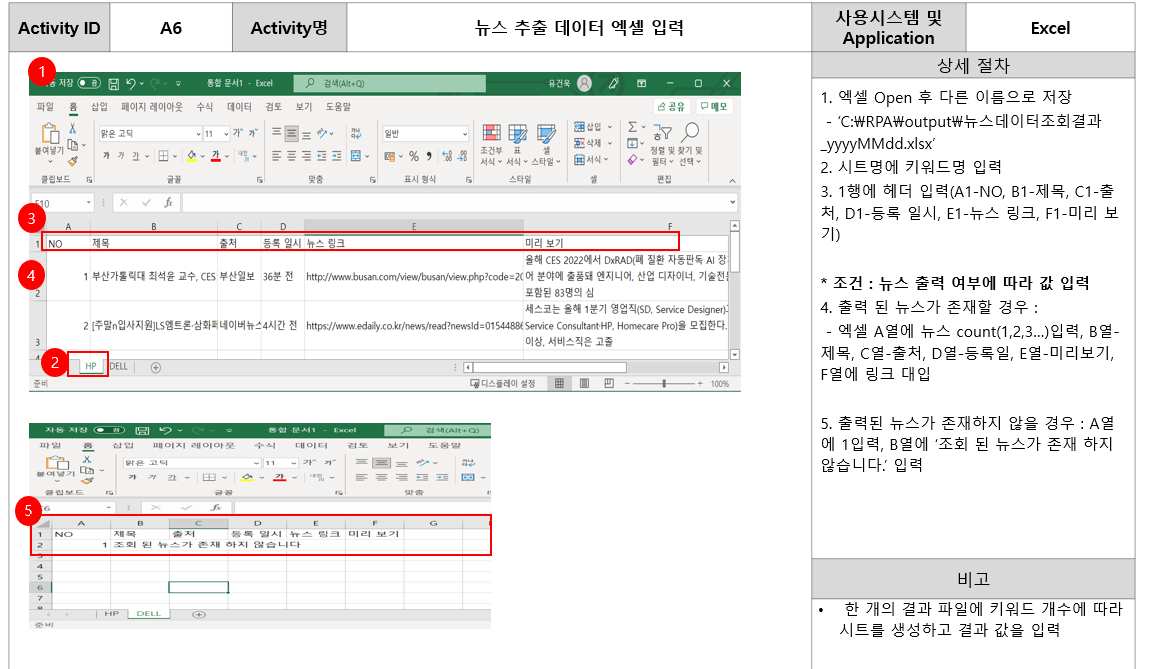 Activity ID
A6
Activity명
뉴스 추출 데이터 엑셀 입력
사용시스템 및
Application
Excel
상세 절차
1
자동 저장 끔 통합 문서1 - Excel 검색(Alt+Q) 유건욱
파일 홈 삽입 페이지 레이아웃 수식 데이터 검토 보기 도움말 공유 메모
붙여넣기 맑은 고딕 11 가 가 가 가 가 가 일반 조건부 서식 표 서식 셀 스타일 삽입 삭제 서식 정렬 및 필터 찾기 및 선택
클립보드 글꼴 맞춤 표시 형식 스타일 셀 편집
F10 fx
3
A B C D E F
1 NO 제목 출처 등록 일시 뉴스 링크 미리 보기
4
올해 CES 2022에서 DxRAD(폐 질환 자동판독 AI 장
2 1 부산가톨릭대 최석윤 교수, CES 부산일보 36분 전 http://www.busan.com/view/busan/view.php?code=20 어 분야에 출품돼 엔지니어, 산업 디자이너, 기술전문
포함된 83명의 심
세스코는 올해 1분기 영업직(SD, Service Designer)
3 2 [주말n입사지원]LS엠트론·삼화페 네이버뉴스 4시간 전 https://www.edaily.co.kr/news/read?newsId=01544886 Service Consultant·HP, Homecare Pro)을 모집한다.
이상, 서비스직은 고졸
4
2
HP DELL
준비 디스플레이 설정 100%
자동 저장 끔 통합 문서1 - Excel 검색(Alt+Q)
파일 홈 삽입 페이지 레이아웃 수식 데이터 검토 보기 도움말
붙여넣기 맑은 고딕 11 가 가 가 가 가 가
클립보드 글꼴 맞춤
5
fx
A B C D E F G
1 NO 제목 출처 등록 일시 뉴스 링크 미리 보기
2 1 조회 된 뉴스가 존재 하지 않습니다
3
4
5
6
7
8
HP DELL
준비
1. 엑셀 Open 후 다른 이름으로 저장
- ‘C:₩RPA₩output₩뉴스데이터조회결과
_yyyyMMdd.xlsx’
2. 시트명에 키워드명 입력
3. 1행에 헤더 입력(A1-NO, B1-제목, C1-출
처, D1-등록 일시, E1-뉴스 링크, F1-미리 보
기)
* 조건 : 뉴스 출력 여부에 따라 값 입력
4. 출력 된 뉴스가 존재할 경우 :
- 엑셀 A열에 뉴스 count(1,2,3...)입력, B열-
제목, C열-출처, D열-등록일, E열-미리보기,
F열에 링크 대입
5. 출력된 뉴스가 존재하지 않을 경우 : A열
에 1입력, B열에 ‘조회 된 뉴스가 존재 하지
않습니다.’ 입력
비고
• 한 개의 결과 파일에 키워드 개수에 따라
시트를 생성하고 결과 값을 입력